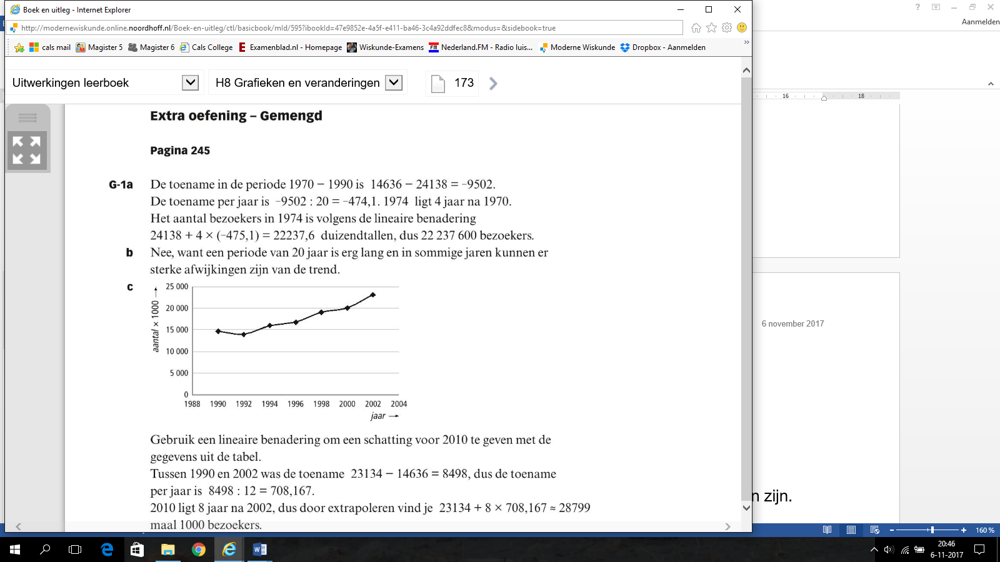 Boek en uitleg - Internet Explorer
http://modernewiskunde.online.noordhoff.nl/Boek-en-uitleg/ctl/basicbook/mId/595?ibookId=47e9852e-4a5f-e411-ba46-3c4a92ddfec8&modus=&sidebook=true
Aanmelden
cals mail Magister 5 Magister 6 Cals College Examenblad.nl - Homepage Wiskunde-Examens Nederland.FM - Radio luis... Moderne Wiskunde Dropbox - Aanmelden
Uitwerkingen leerboek H8 Grafieken en veranderingen 173
16 18
Extra oefening – Gemengd
Pagina 245
G-1a De toename in de periode 1970 − 1990 is 14636 − 24138 = −9502.
De toename per jaar is −9502 : 20 = −474,1. 1974 ligt 4 jaar na 1970.
Het aantal bezoekers in 1974 is volgens de lineaire benadering
24138 + 4 × (−475,1) = 22237,6 duizendtallen, dus 22 237 600 bezoekers.
b Nee, want een periode van 20 jaar is erg lang en in sommige jaren kunnen er
sterke afwijkingen zijn van de trend.
c
aantal × 1000
25 000
20 000
15 000
10 000
5 000
0
1988 1990 1992 1994 1996 1998 2000 2002 2004
jaar
6 november 2017
Gebruik een lineaire benadering om een schatting voor 2010 te geven met de
gegevens uit de tabel.
Tussen 1990 en 2002 was de toename 23134 − 14636 = 8498, dus de toename
per jaar is 8498 : 12 = 708,167.
2010 ligt 8 jaar na 2002, dus door extrapoleren vind je 23134 + 8 × 708,167 ≈ 28799
maal 1000 bezoekers.
n zijn.
160 %
20:46
6-11-2017